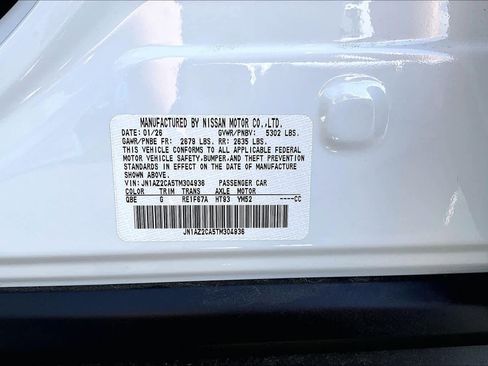 MANUFACTURED BY NISSAN MOTOR CO.,LTD.
DATE: 01/26 GVWR/PNBV: 5302 LBS.
GAWR/PNBE FR: 2679 LBS: RR: 2635 LBS.
THIS VEHICLE CONFORMS TO ALL APPLICABLE FEDERAL
MOTOR VEHICLE SAFETY,BUMPER,AND THEFT PREVENTION
STANDARDS IN EFFECT ON THE DATE OF MANUFACTURE
SHOWN ABOVE.
VIN: JN1AZ2CA5TM304936 PASSENGER CAR
COLOR TRIM TRANS AXLE MOTOR
QBE G RE1F67A HT83 YM52 ----CC
JN1AZ2CA5TM304936